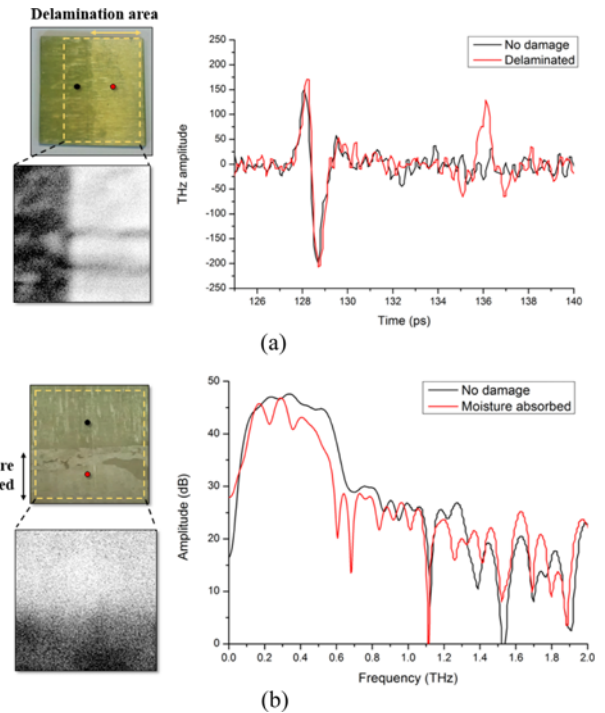 Delamination area
No damage
Delaminated
THz amplitude
300
250
200
150
100
50
0
-50
-100
-150
-200
-250
126 128 130 132 134 136 138 140
Time (ps)
(a)
re
ed
No damage
Moisture absorbed
Amplitude (dB)
50
40
30
20
10
0
0.0 0.2 0.4 0.6 0.8 1.0 1.2 1.4 1.6 1.8 2.0
Frequency (THz)
(b)